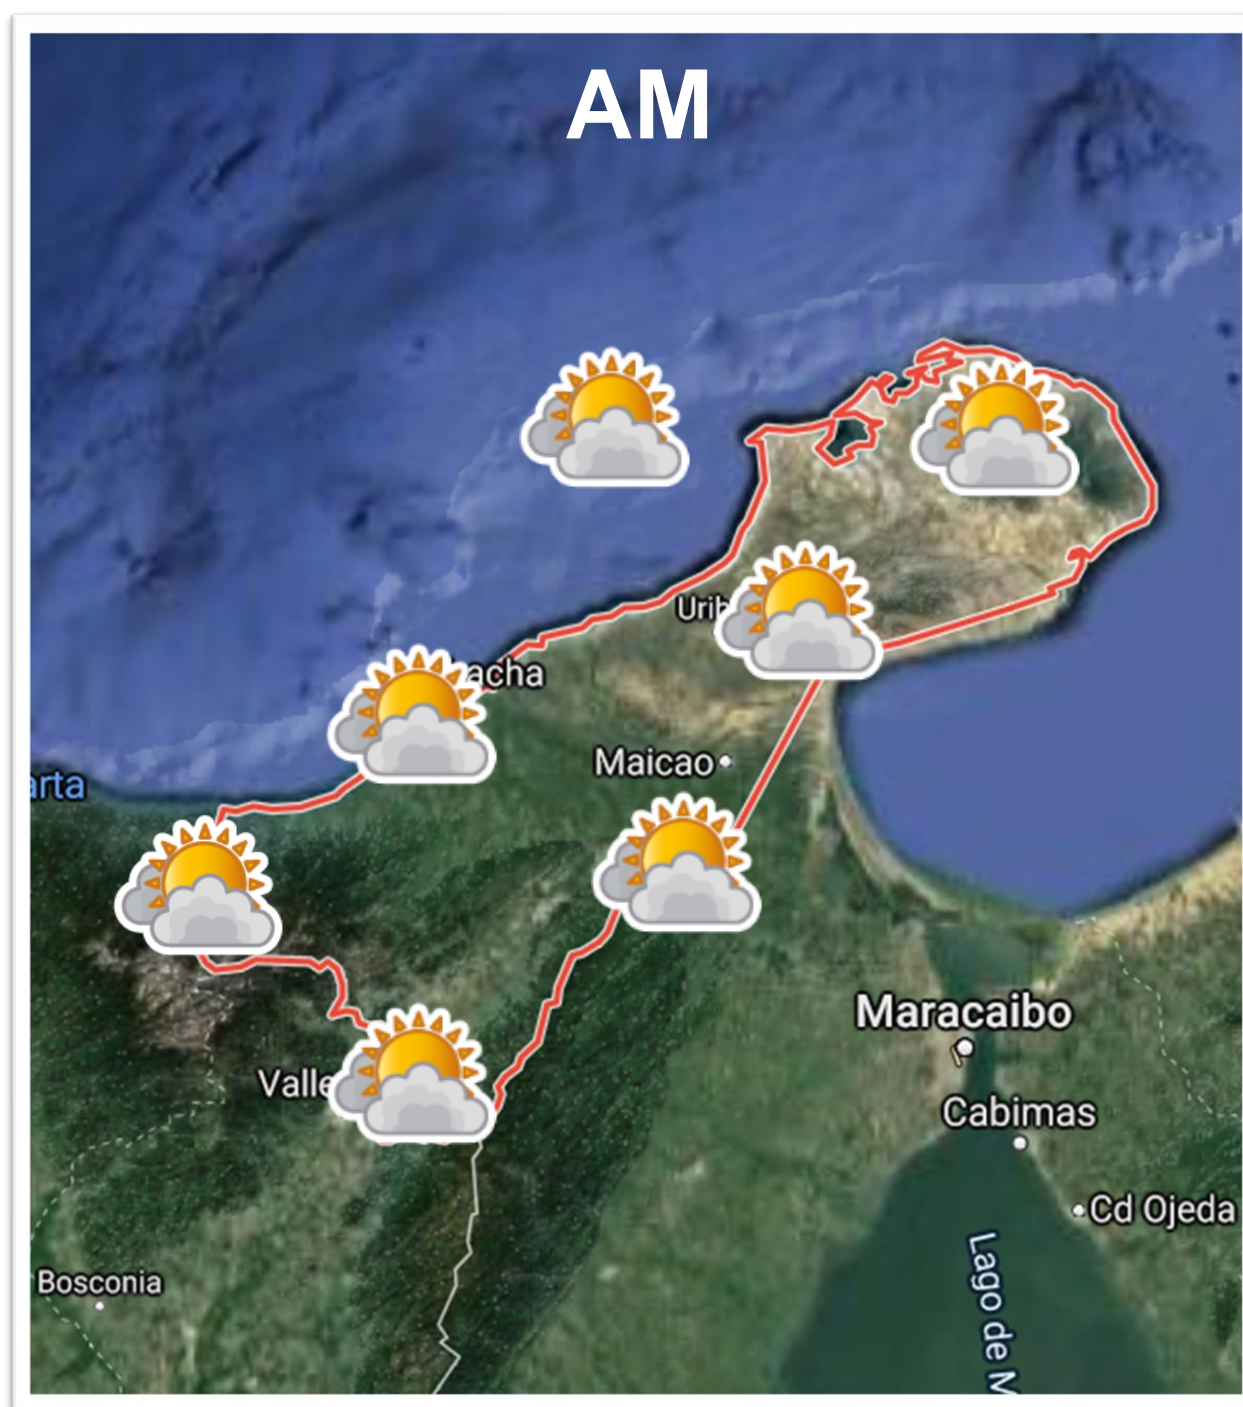 AM
Urib
acha
Maicao
arta
Maracaibo
Valle
Cabimas
Cd Ojeda
Lago de M
Bosconia